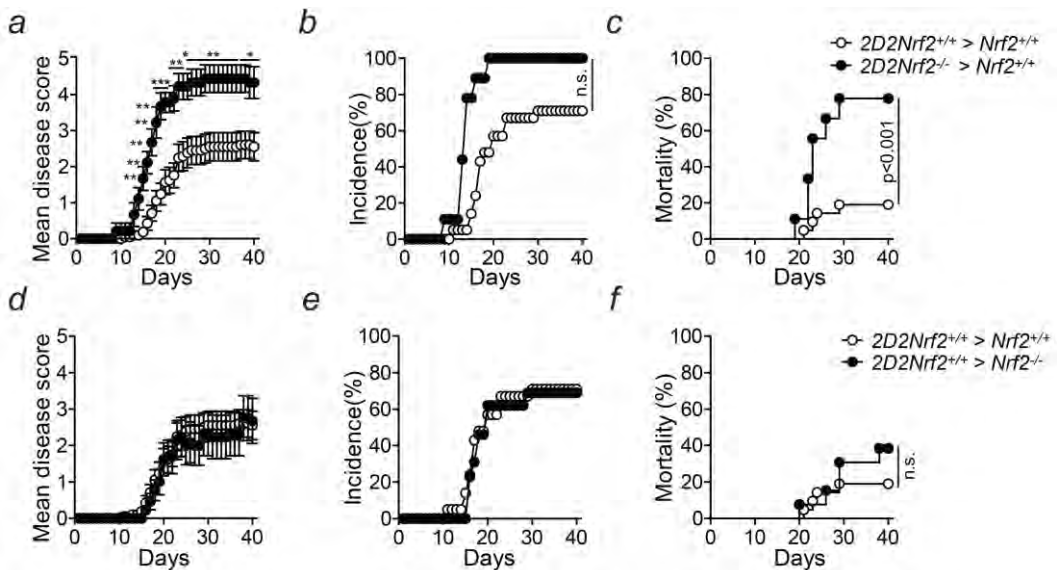 a
b
c
2D2Nrf2+/+ > Nrf2+/+
2D2Nrf2-/- > Nrf2+/+
Mean disease score
5
4
3
2
1
0
** ** ** ** ** *** ** * ** *
0 10 20 30 40
Days
Incidence(%)
100
80
60
40
20
0
n.s.
0 10 20 30 40
Days
Mortality (%)
100
80
60
40
20
0
p<0.001
0 10 20 30 40
Days
d
e
f
2D2Nrf2+/+ > Nrf2+/+
2D2Nrf2+/+ > Nrf2-/-
Mean disease score
5
4
3
2
1
0
0 10 20 30 40
Days
Incidence(%)
100
80
60
40
20
0
0 10 20 30 40
Days
Mortality (%)
100
80
60
40
20
0
n.s.
0 10 20 30 40
Days